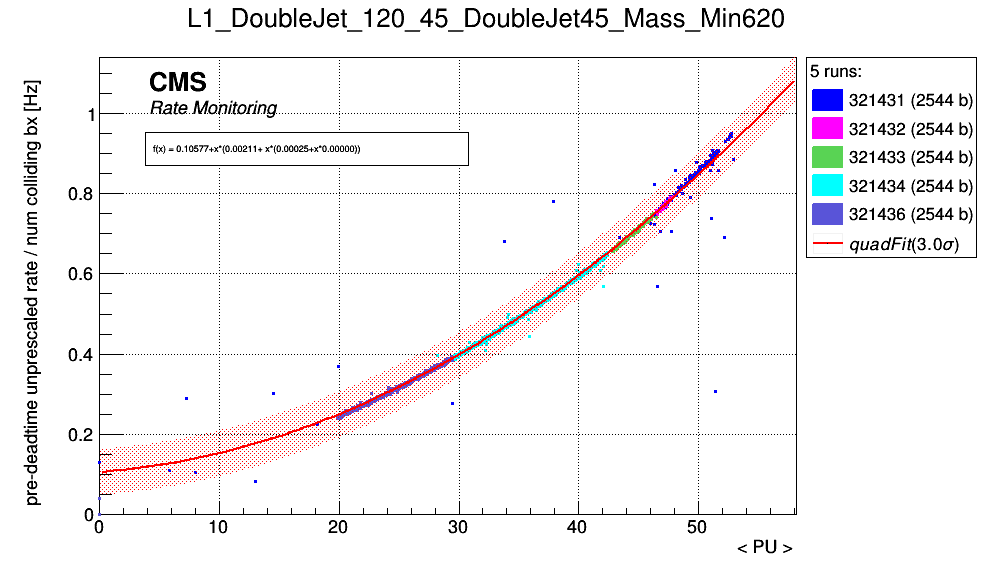 L1_DoubleJet_120_45_DoubleJet45_Mass_Min620
pre-deadtime unprescaled rate / num colliding bx [Hz]
CMS
Rate Monitoring
f(x) = 0.10577+x*(0.00211+ x*(0.00025+x*0.00000))
1
0.8
0.6
0.4
0.2
0
0 10 20 30 40 50
< PU >
5 runs:
321431 (2544 b)
321432 (2544 b)
321433 (2544 b)
321434 (2544 b)
321436 (2544 b)
quadFit(3.0σ)